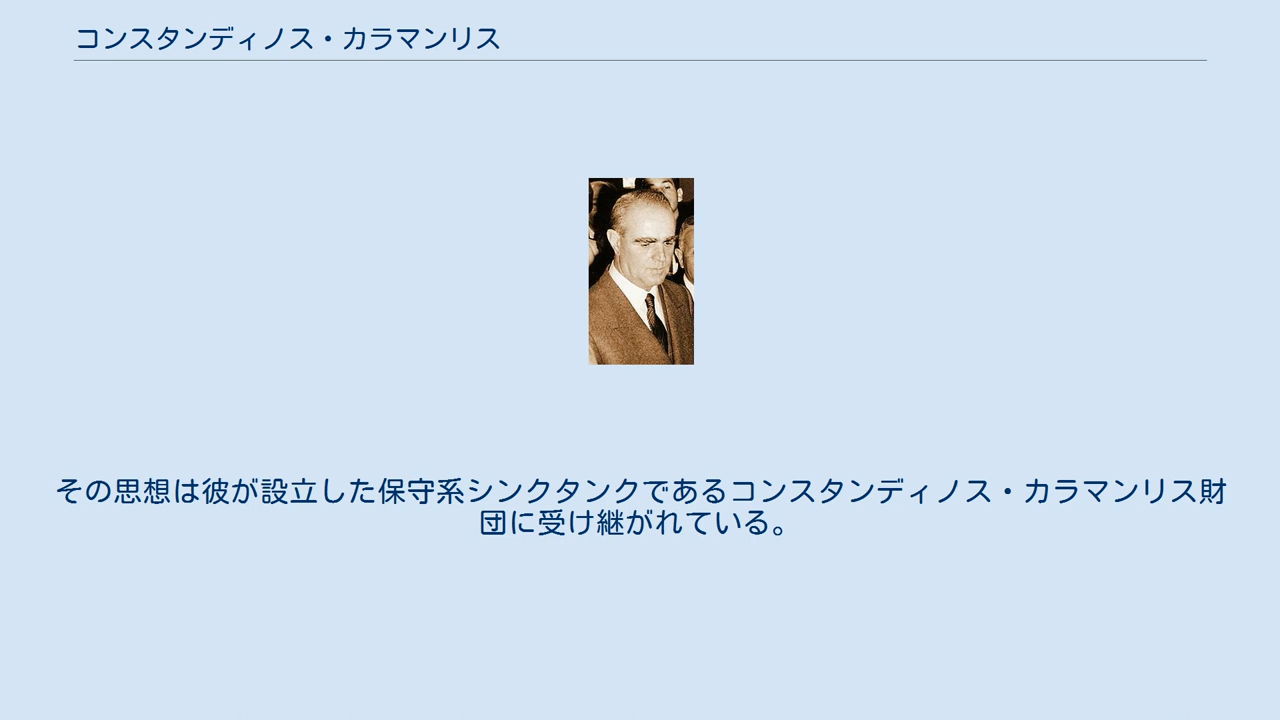 コンスタンディノス・カラマンリス
その思想は彼が設立した保守系シンクタンクであるコンスタンディノス・カラマンリス財
団に受け継がれている。